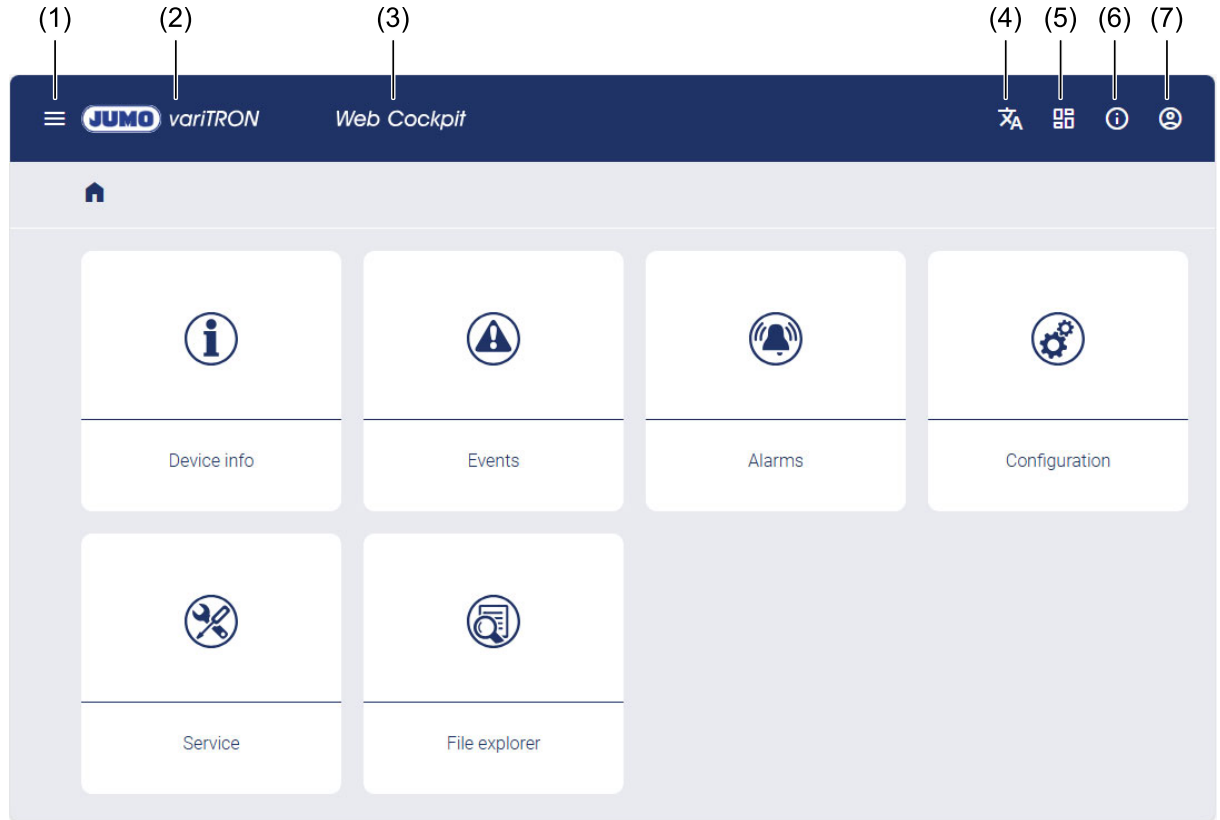 (1) (2) (3) (4) (5) (6) (7)
JUMO variTRON Web Cockpit
Device info Events Alarms Configuration
Service File explorer